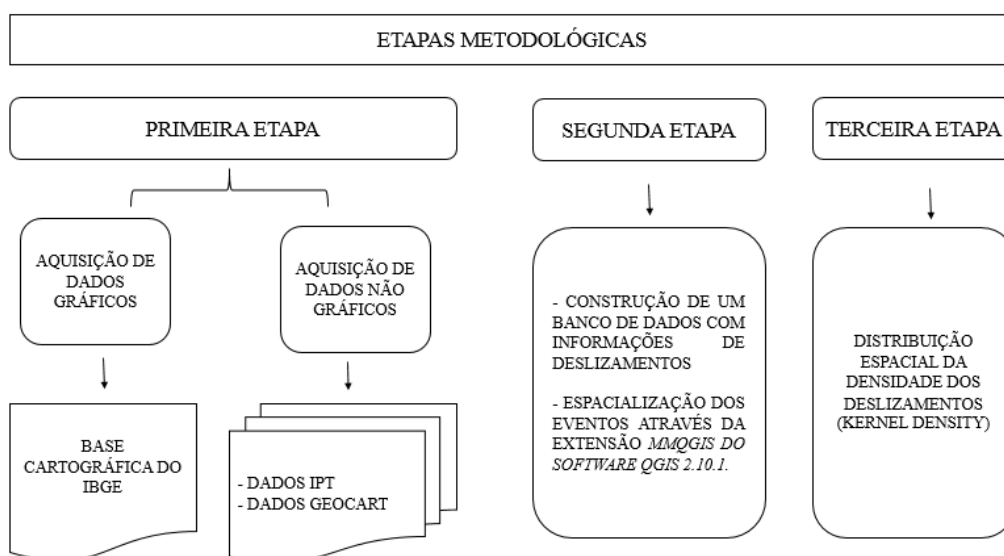 ETAPAS METODOLÓGICAS
PRIMEIRA ETAPA
SEGUNDA ETAPA
TERCEIRA ETAPA
AQUISIÇÃO DE
DADOS
GRÁFICOS
AQUISIÇÃO DE
DADOS NÃO
GRÁFICOS
BASE
CARTOGRÁFICA DO
IBGE
- DADOS IPT
- DADOS GEOCART
- CONSTRUÇÃO DE UM
BANCO DE DADOS COM
INFORMAÇÕES DE
DESLIZAMENTOS
- ESPACIALIZAÇÃO DOS
EVENTOS ATRAVÉS DA
EXTENSÃO MMQGIS DO
SOFTWARE QGIS 2.10.1.
DISTRIBUIÇÃO
ESPACIAL DA
DENSIDADE DOS
DESLIZAMENTOS
(KERNEL DENSITY)